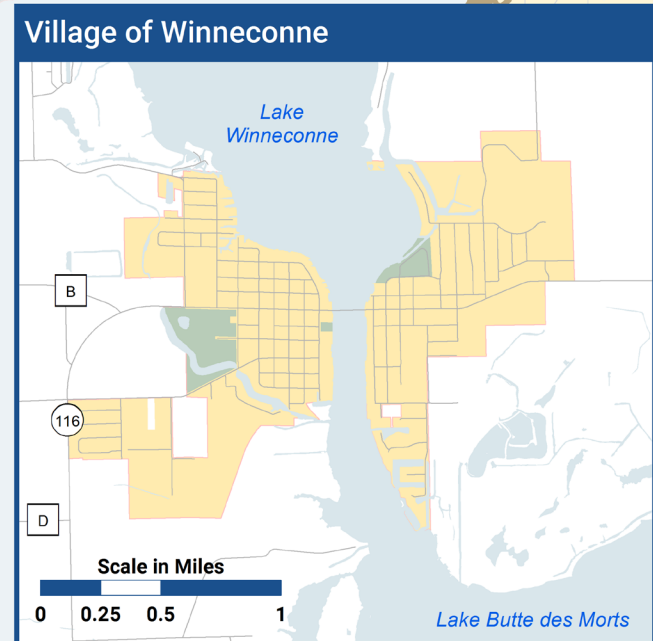 Village of Winneconne
Lake
Winneconne
B
116
D
Scale in Miles
0 0.25 0.5 1
Lake Butte des Morts